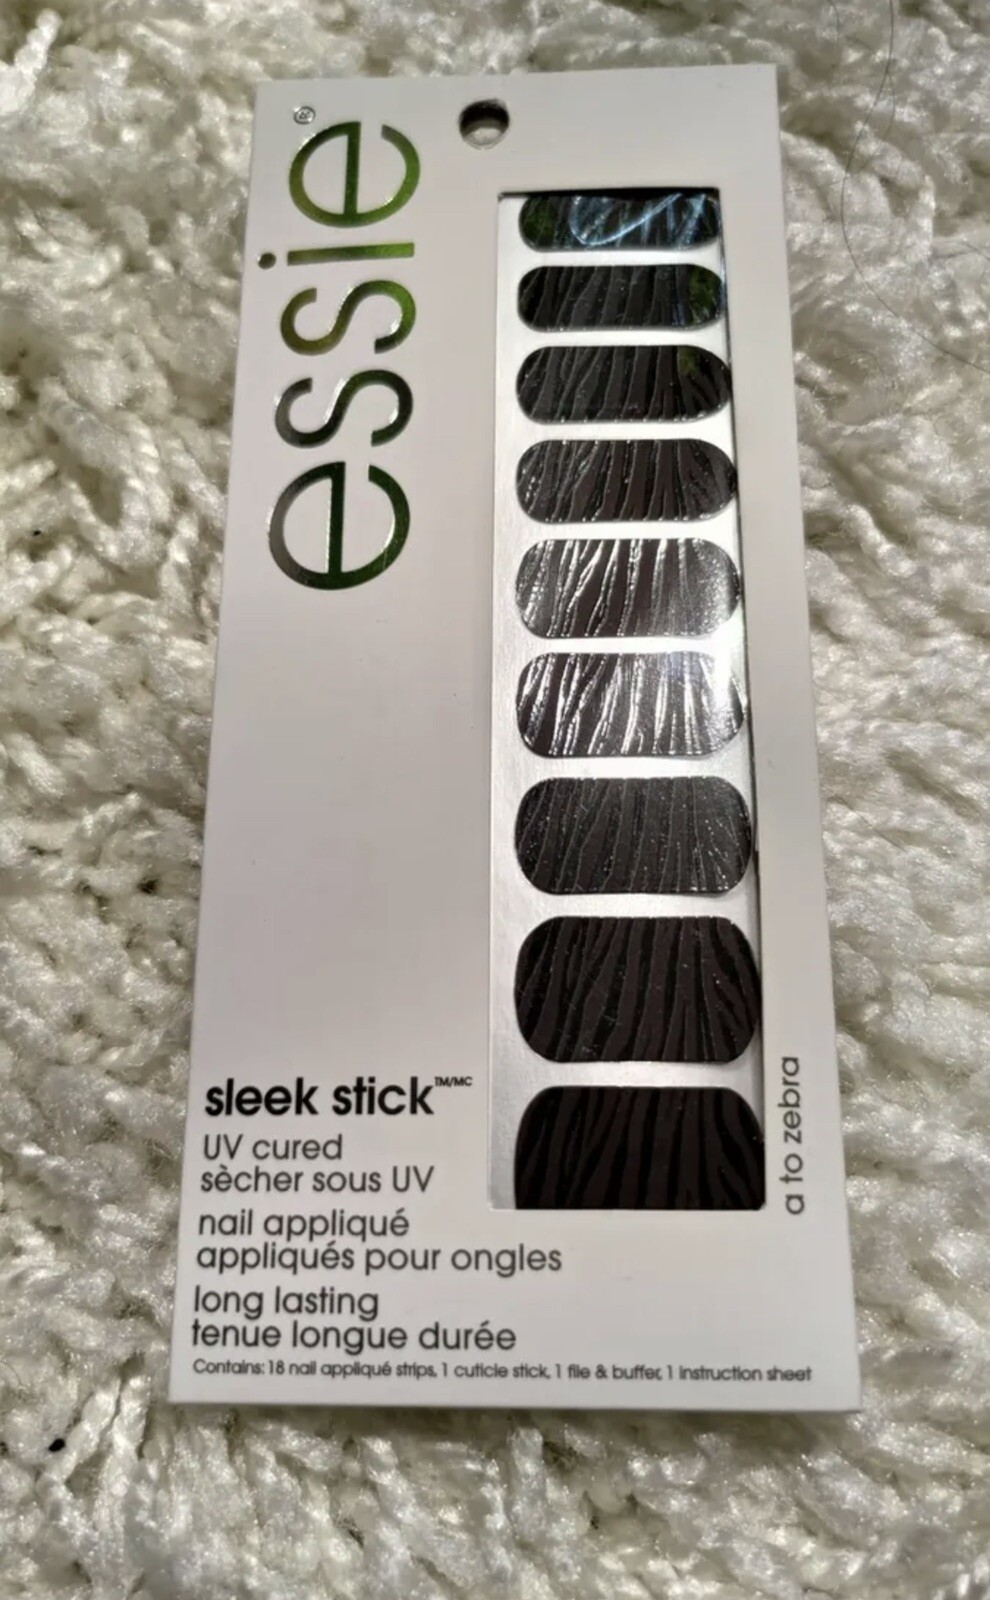 essie®
sleek stick™/MC
UV cured
sècher sous UV
nail appliqué
appliqués pour ongles
long lasting
tenue longue durée
Contains: 18 nail appliqué strips, 1 cuticle stick, 1 file & buffer, 1 instruction sheet
a to zebra